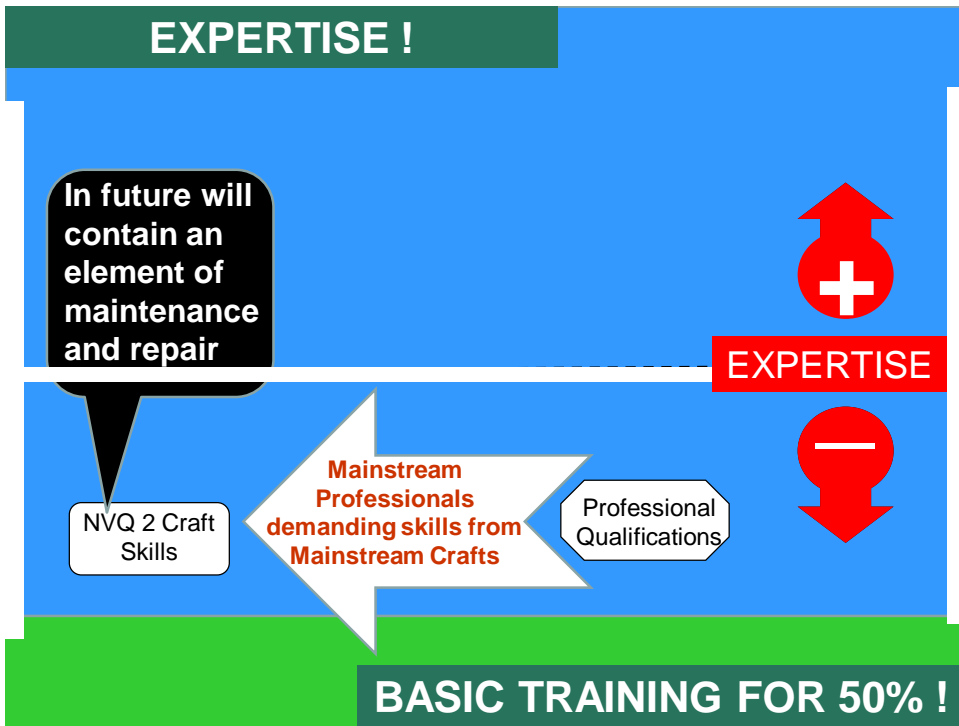 EXPERTISE !
In future will
contain an
element of
maintenance
and repair
+
EXPERTISE
–
Mainstream
Professionals
demanding skills from
Mainstream Crafts
NVQ 2 Craft
Skills
Professional
Qualifications
BASIC TRAINING FOR 50% !